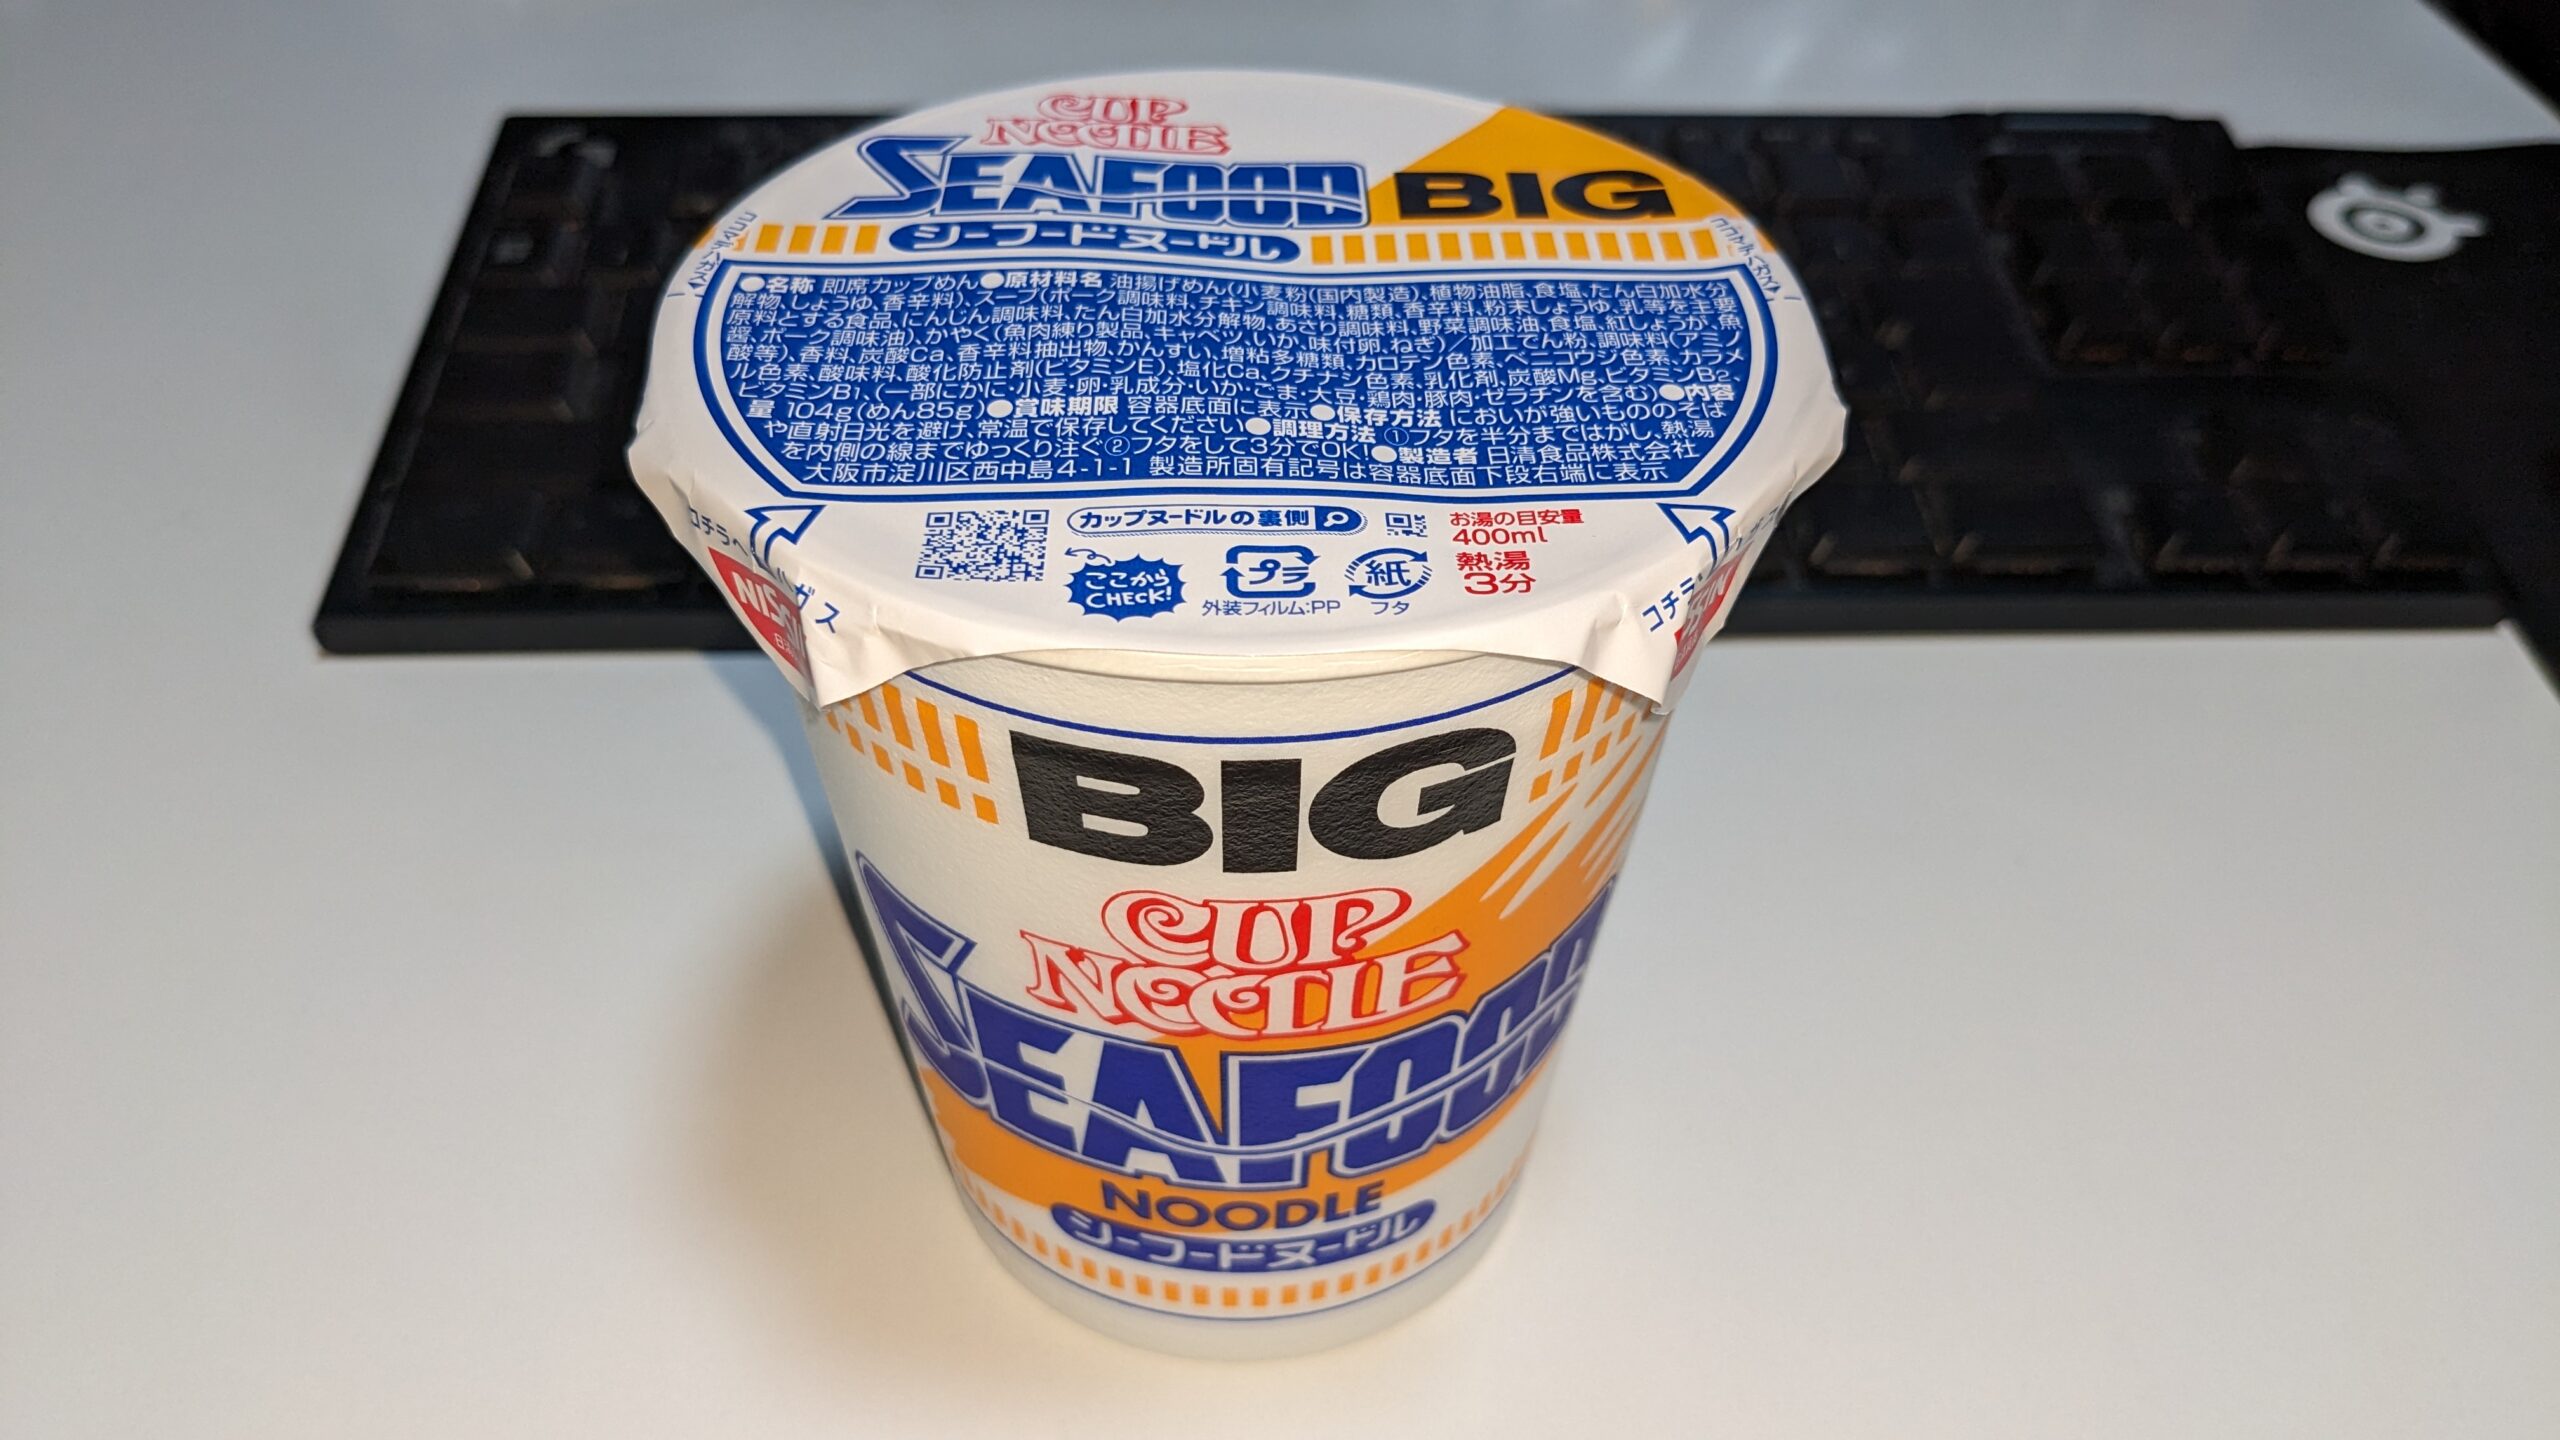 CUP
NOODLE
SEAFOOD
BIG
シーフードヌードル
●名称 即席カップめん●原材料名 油揚げめん(小麦粉(国内製造)、植物油脂、食塩、たん白加水分
解物、しょうゆ、香辛料)、スープ(ポーク調味料、チキン調味料、糖類、香辛料、粉末しょうゆ、乳等を主要
原料とする食品、にんじん調味料、たん白加水分解物、あさり調味料、野菜調味油、食塩、紅しょうが、魚
醤、ポーク調味油)、かやく(魚肉練り製品、キャベツ、いか、味付卵、ねぎ)/加工でん粉、調味料(アミノ
酸等)、香料、炭酸Ca、香辛料抽出物、かんすい、増粘多糖類、カロテン色素、ベニコウジ色素、カラメ
ル色素、酸味料、酸化防止剤(ビタミンE)、塩化Ca、クチナシ色素、乳化剤、炭酸Mg、ビタミンB2、
ビタミンB1、(一部にかに・小麦・卵・乳成分・いか・ごま・大豆・鶏肉・豚肉・ゼラチンを含む)●内容
量 104g(めん85g)●賞味期限 容器底面に表示●保存方法 においが強いもののそば
や直射日光を避け、常温で保存してください●調理方法 ①フタを半分まではがし、熱湯
を内側の線までゆっくり注ぐ②フタをして3分でOK!●製造者 日清食品株式会社
大阪市淀川区西中島4-1-1 製造所固有記号は容器底面下段右端に表示
カップヌードルの裏側
ここから
CHECK!
プラ
外装フィルム:PP
紙
フタ
お湯の目安量
400ml
熱湯
3分
コチラへ
コチラ
NISSIN
BIG
CUP
NOODLE
SEAFOOD
NOODLE
シーフードヌードル